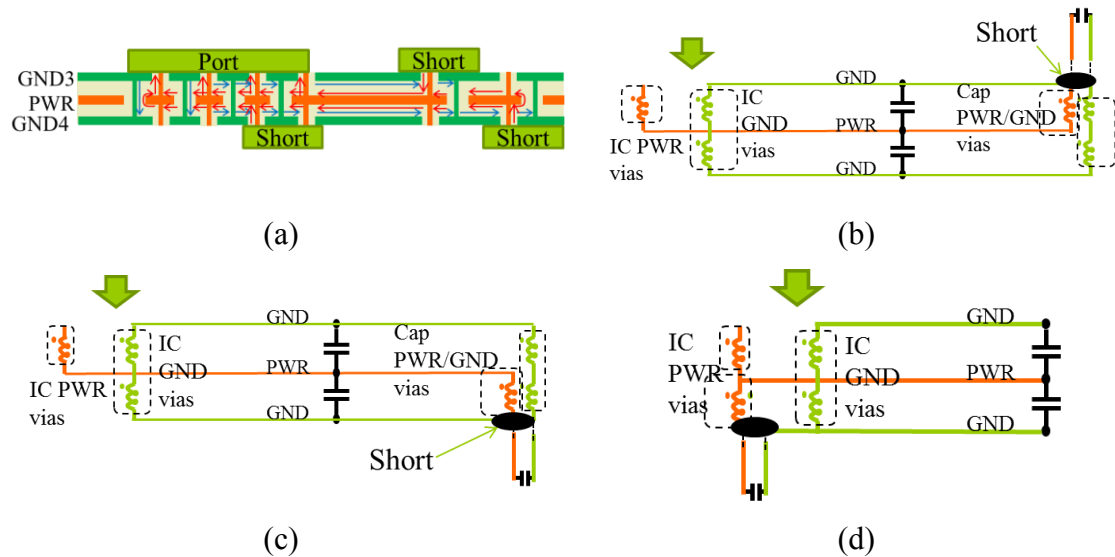 Port
Short
GND3
PWR
GND4
Short
Short
(a)
Short
GND
IC
GND
vias
PWR
Cap
PWR/GND
vias
IC PWR
vias
GND
(b)
GND
IC
GND
vias
PWR
Cap
PWR/GND
vias
IC PWR
vias
GND
Short
(c)
GND
IC
PWR
vias
IC
GND
vias
PWR
GND
(d)